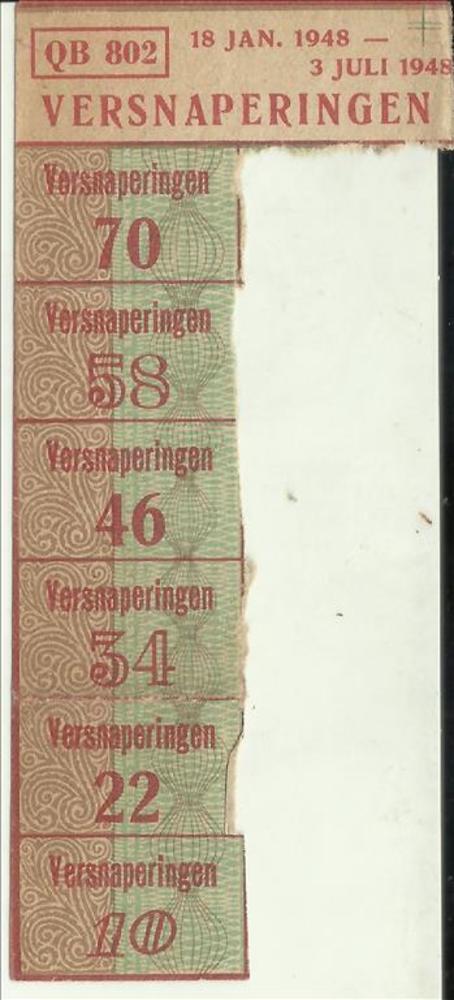 QB 802
18 JAN. 1948 —
3 JULI 1948
VERSNAPERINGEN
Versnaperingen
70
Versnaperingen
58
Versnaperingen
46
Versnaperingen
34
Versnaperingen
22
Versnaperingen
10